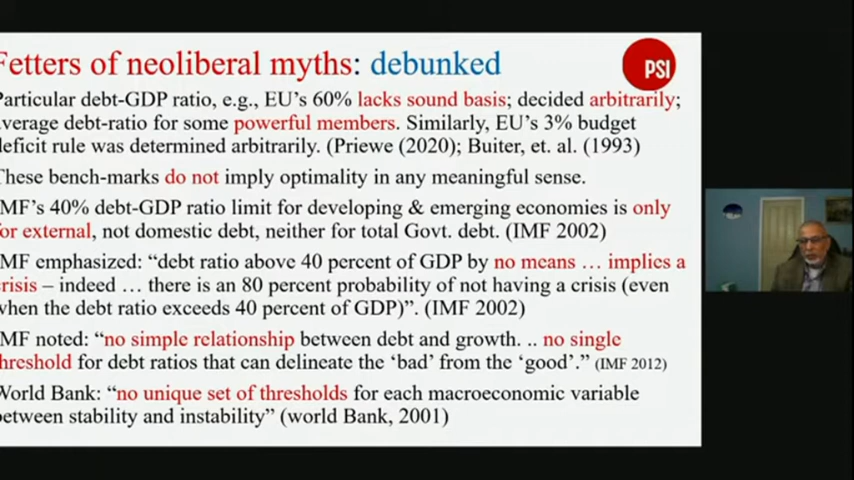 Fetters of neoliberal myths: debunked
PSI
Particular debt-GDP ratio, e.g., EU's 60% lacks sound basis; decided arbitrarily;
average debt-ratio for some powerful members. Similarly, EU's 3% budget
deficit rule was determined arbitrarily. (Priewe (2020); Buiter, et. al. (1993)
These bench-marks do not imply optimality in any meaningful sense.
IMF's 40% debt-GDP ratio limit for developing & emerging economies is only
for external, not domestic debt, neither for total Govt. debt. (IMF 2002)
IMF emphasized: “debt ratio above 40 percent of GDP by no means … implies a
crisis – indeed … there is an 80 percent probability of not having a crisis (even
when the debt ratio exceeds 40 percent of GDP)”. (IMF 2002)
IMF noted: “no simple relationship between debt and growth. .. no single
threshold for debt ratios that can delineate the ‘bad’ from the ‘good’.” (IMF 2012)
World Bank: “no unique set of thresholds for each macroeconomic variable
between stability and instability” (world Bank, 2001)